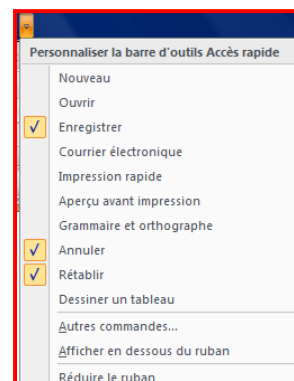 Personnaliser la barre d'outils Accès rapide
Nouveau
Ouvrir
Enregistrer
Courrier électronique
Impression rapide
Aperçu avant impression
Grammaire et orthographe
Annuler
Rétablir
Dessiner un tableau
Autres commandes...
Afficher en dessous du ruban
Réduire le ruban